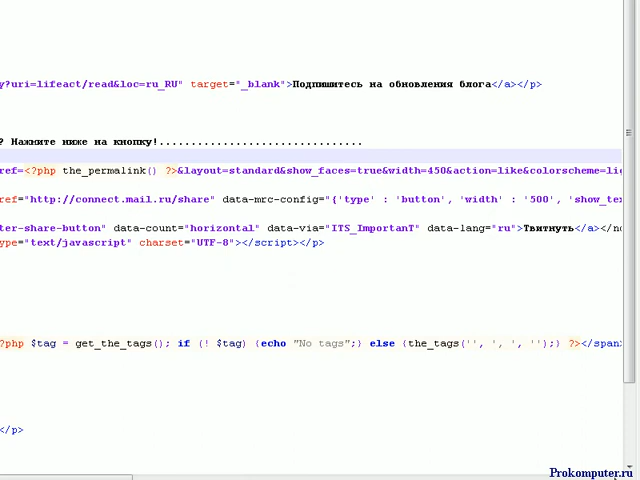 y?uri=lifeact/read&loc=ru_RU" target="_blank">Подпишитесь на обновления блога</a></p>
? Нажмите ниже на кнопку!................................
ref=<?php the_permalink() ?>&layout=standard&show_faces=true&width=450&action=like&colorscheme=lig
ref="http://connect.mail.ru/share" data-mrc-config="{'type' : 'button', 'width' : '500', 'show_tex
ter-share-button" data-count="horizontal" data-via="ITS_ImportanT" data-lang="ru">Твитнуть</a></no
ype="text/javascript" charset="UTF-8"></script></p>
?php $tag = get_the_tags(); if (! $tag) {echo "No tags";} else {the_tags('', ', ', '');} ?></span>
</p>
Prokomputer.ru